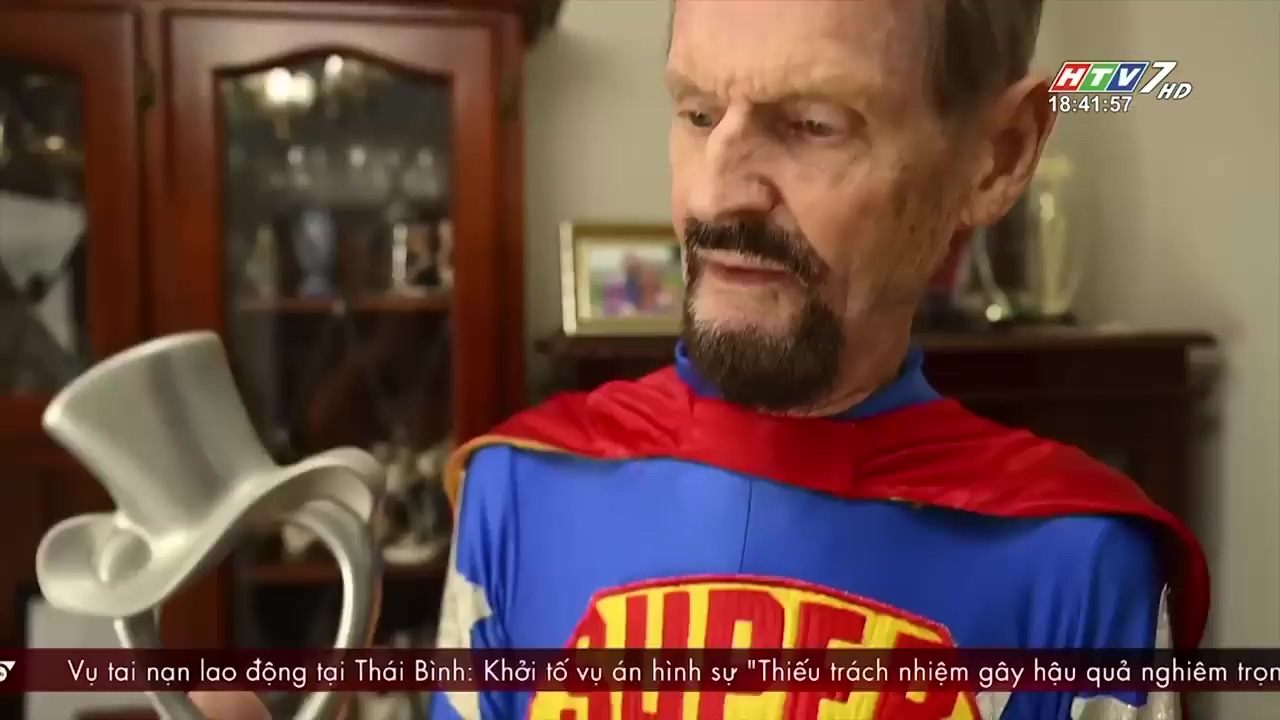 HTV7 HD
18:41:57
SUPER
Vụ tai nạn lao động tại Thái Bình: Khởi tố vụ án hình sự "Thiếu trách nhiệm gây hậu quả nghiêm trọn